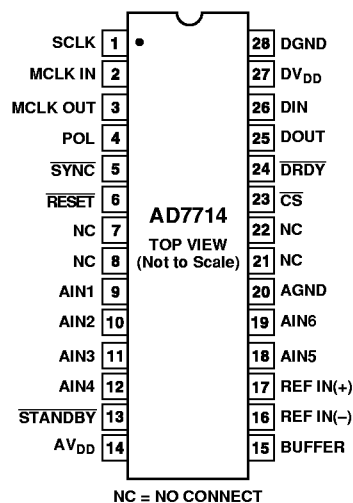 SCLK 1 28 DGND
MCLK IN 2 27 DVDD
MCLK OUT 3 26 DIN
POL 4 25 DOUT
SYNC 5 24 DRDY
RESET 6 23 CS
AD7714
NC 7 22 NC
TOP VIEW
(Not to Scale)
NC 8 21 NC
AIN1 9 20 AGND
AIN2 10 19 AIN6
AIN3 11 18 AIN5
AIN4 12 17 REF IN(+)
STANDBY 13 16 REF IN(–)
AVDD 14 15 BUFFER
NC = NO CONNECT